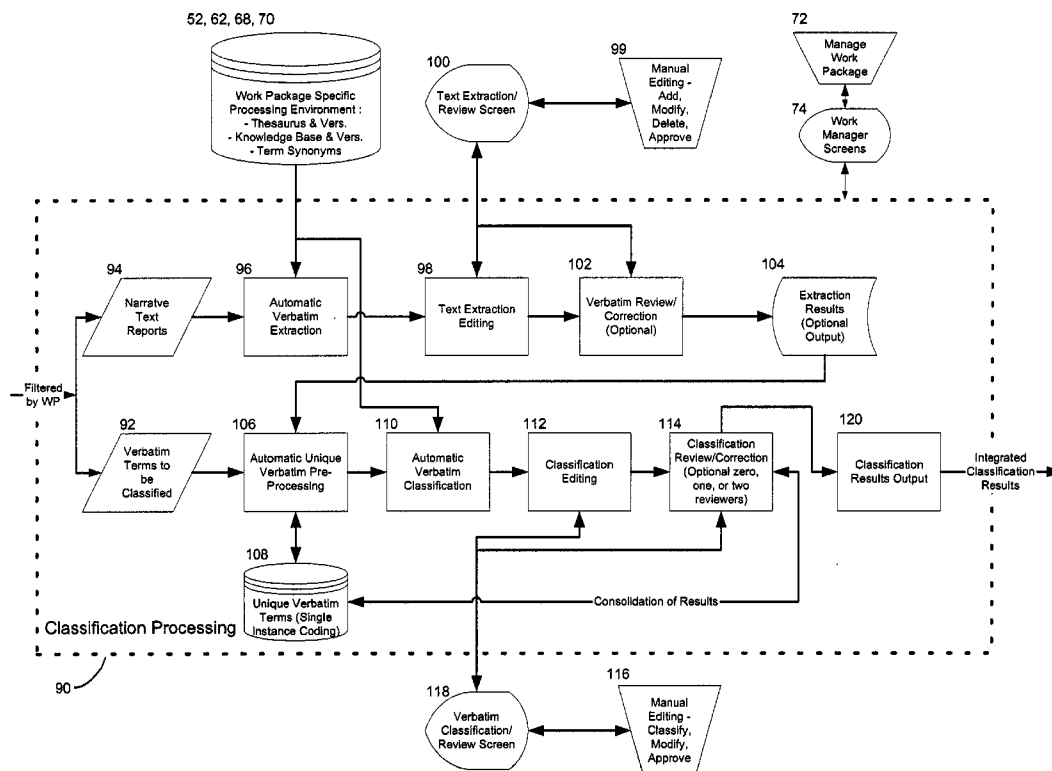 52, 62, 68, 70
Work Package Specific
Processing Environment :
- Thesaurus & Vers.
- Knowledge Base & Vers.
- Term Synonyms
100
Text Extraction/
Review Screen
99
Manual Editing -
Add,
Modify,
Delete,
Approve
72
Manage
Work
Package
74
Work
Manager
Screens
94
Narratve
Text
Reports
96
Automatic
Verbatim
Extraction
98
Text Extraction
Editing
102
Verbatim Review/
Correction
(Optional)
104
Extraction
Results
(Optional
Output)
Filtered
by WP
92
Verbatim
Terms to
be
Classified
106
Automatic Unique
Verbatim Pre-
Processing
110
Automatic
Verbatim
Classification
112
Classification
Editing
114
Classification
Review/Correction
(Optional zero,
one, or two
reviewers)
120
Classification
Results Output
Integrated
Classification
Results
108
Unique Verbatim
Terms (Single
Instance Coding)
Consolidation of Results
Classification Processing
90
118
Verbatim
Classification/
Review Screen
116
Manual
Editing -
Classify,
Modify,
Approve